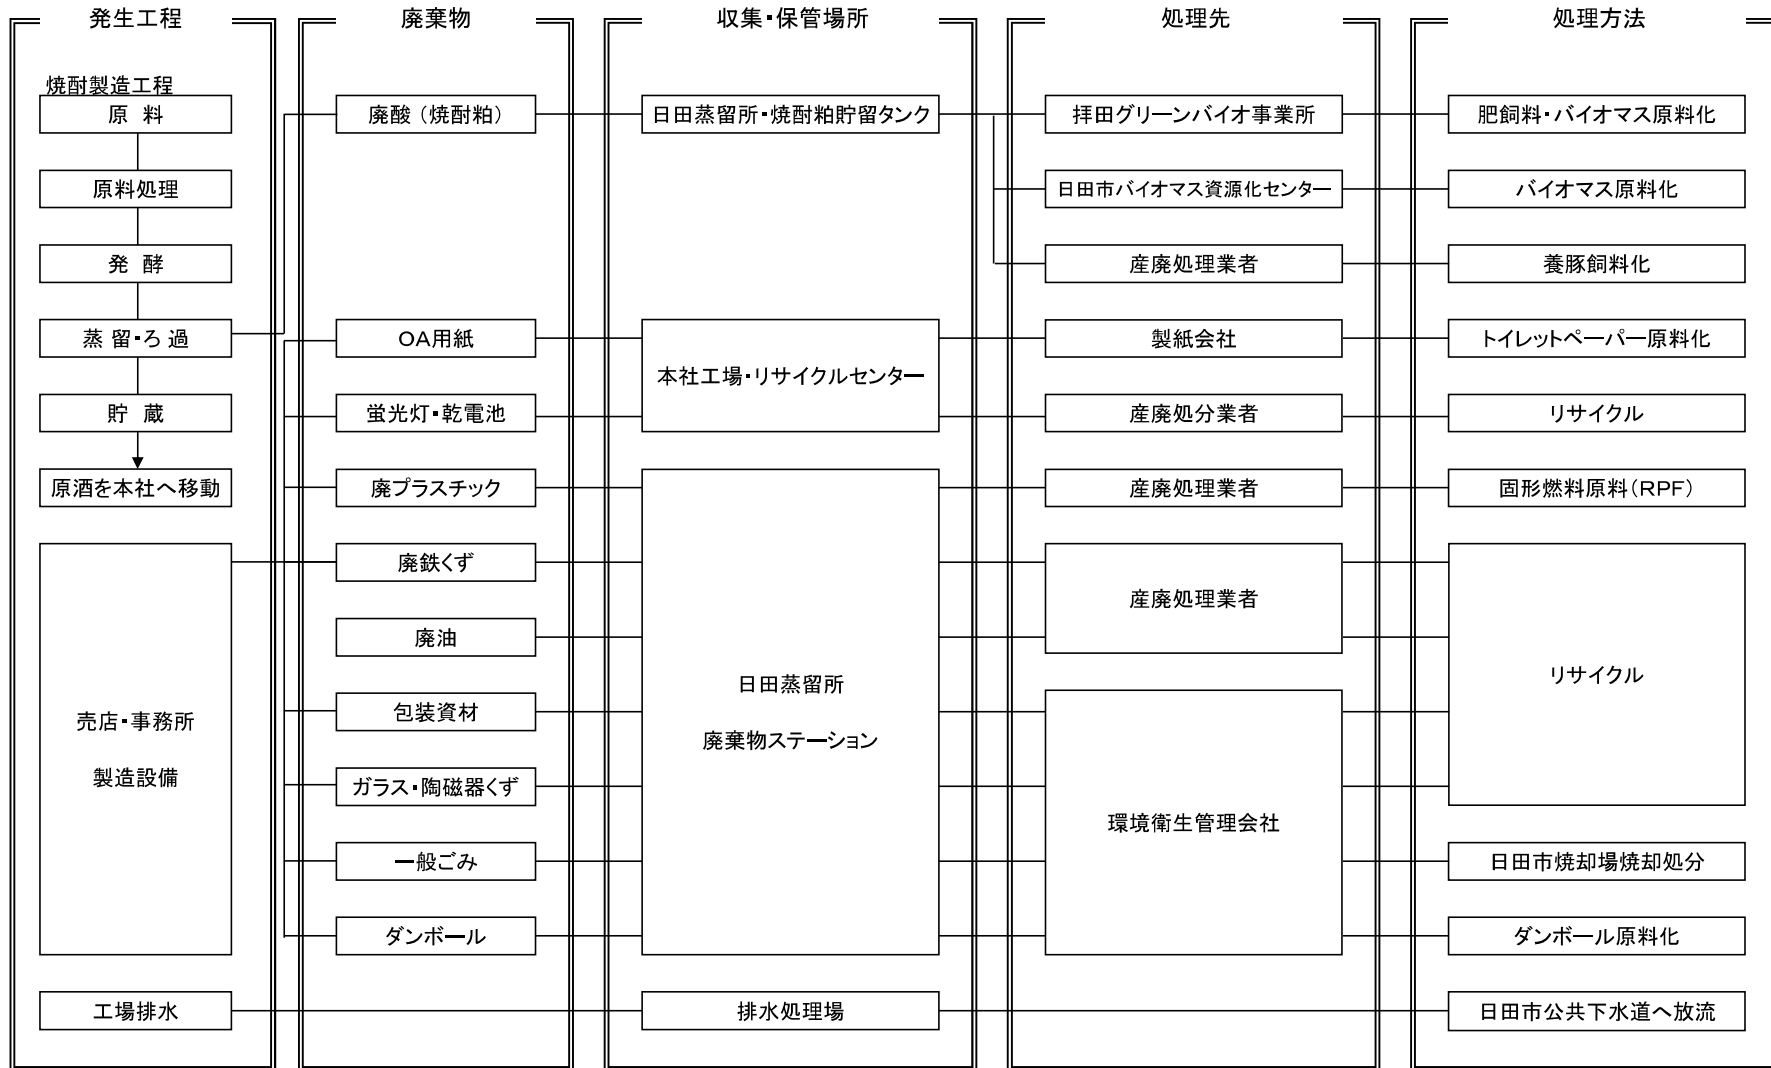 発生工程
廃棄物
収集・保管場所
処理先
処理方法
焼酎製造工程
原 料
廃酸（焼酎粕）
日田蒸留所・焼酎粕貯留タンク
拝田グリーンバイオ事業所
肥飼料・バイオマス原料化
原料処理
日田市バイオマス資源化センター
バイオマス原料化
発 酵
産廃処理業者
養豚飼料化
蒸 留・ろ 過
OA用紙
本社工場・リサイクルセンター
製紙会社
トイレットペーパー原料化
貯 蔵
蛍光灯・乾電池
産廃処分業者
リサイクル
原酒を本社へ移動
廃プラスチック
産廃処理業者
固形燃料原料（RPF）
売店・事務所
製造設備
廃鉄くず
廃油
包装資材
ガラス・陶磁器くず
一般ごみ
ダンボール
日田蒸留所
廃棄物ステーション
産廃処理業者
環境衛生管理会社
リサイクル
日田市焼却場焼却処分
ダンボール原料化
工場排水
排水処理場
日田市公共下水道へ放流